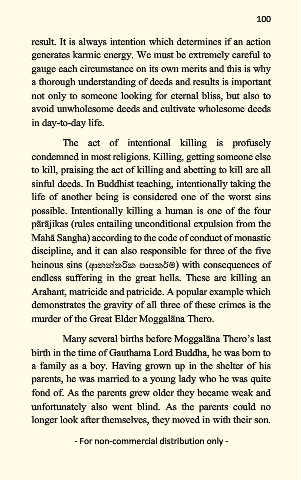 100
result. It is always intention which determines if an action
generates karmic energy. We must be extremely careful to
gauge each circumstance on its own merits and this is why
a thorough understanding of deeds and results is important
not only to someone looking for eternal bliss, but also to
avoid unwholesome deeds and cultivate wholesome deeds
in day-to-day life.
The act of intentional killing is profusely
condemned in most religions. Killing, getting someone else
to kill, praising the act of killing and abetting to kill are all
sinful deeds. In Buddhist teaching, intentionally taking the
life of another being is considered one of the worst sins
possible. Intentionally killing a human is one of the four
pārājikas (rules entailing unconditional expulsion from the
Mahā Sangha) according to the code of conduct of monastic
discipline, and it can also responsible for three of the five
heinous sins (ආනන්තරික පාපකර්ම) with consequences of
endless suffering in the great hells. These are killing an
Arahant, matricide and patricide. A popular example which
demonstrates the gravity of all three of these crimes is the
murder of the Great Elder Moggalāna Thero.
Many several births before Moggalāna Thero’s last
birth in the time of Gauthama Lord Buddha, he was born to
a family as a boy. Having grown up in the shelter of his
parents, he was married to a young lady who he was quite
fond of. As the parents grew older they became weak and
unfortunately also went blind. As the parents could no
longer look after themselves, they moved in with their son.
- For non-commercial distribution only -